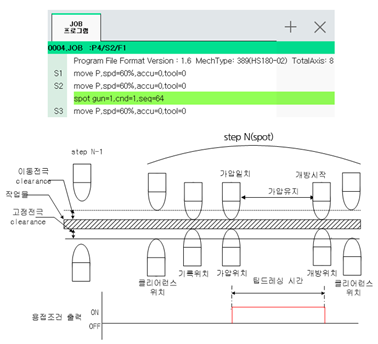 JOB
프로그램
0004.JOB :P4/S2/F1
Program File Format Version : 1.6 MechType: 389(HS180-02) TotalAxis: 8
S1 move P,spd=60%,accu=0,tool=0
S2 move P,spd=60%,accu=0,tool=0
spot gun=1,cnd=1,seq=64
S3 move P,spd=60%,accu=0,tool=0
step N(spot)
step N-1
이동전극
clearance
작업물
고정전극
clearance
가압일치
개방시작
가압유지
클리어런스
위치
기록위치
가압위치
개방위치
클리어런스
위치
팁드레싱 시간
용접조건 출력
ON
OFF